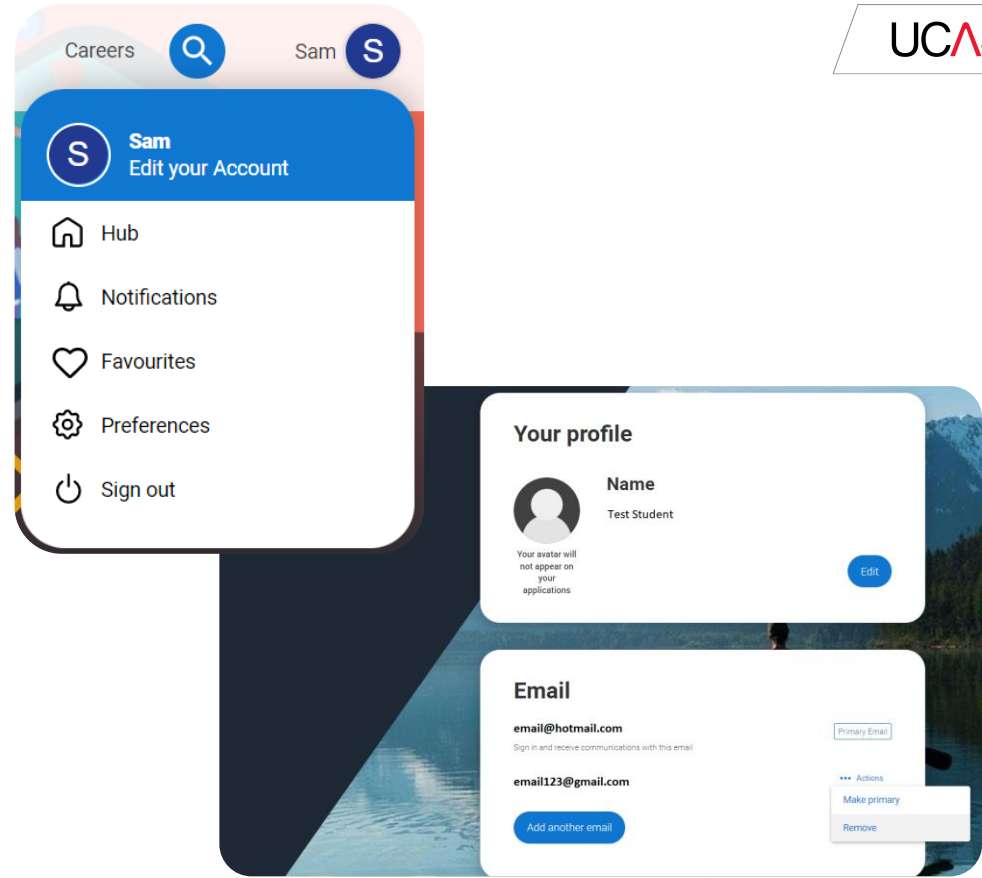 Careers
Sam
S
S
Sam
Edit your Account
Hub
Notifications
Favourites
Preferences
Sign out
Your profile
Name
Test Student
Your avatar will
not appear on
your
applications
Edit
Email
email@hotmail.com
Primary Email
Sign in and receive communications with this email
email123@gmail.com
••• Actions
Make primary
Remove
Add another email